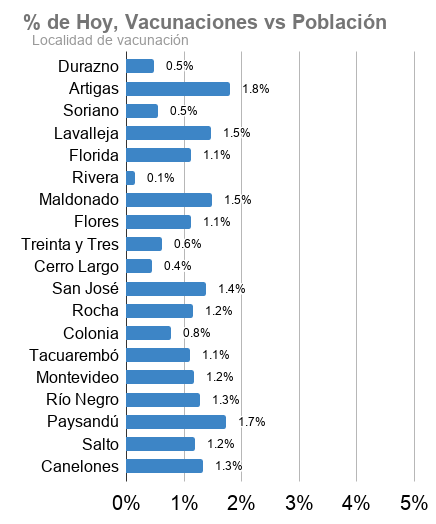 % de Hoy, Vacunaciones vs Población
Localidad de vacunación
Durazno 0.5%
Artigas 1.8%
Soriano 0.5%
Lavalleja 1.5%
Florida 1.1%
Rivera 0.1%
Maldonado 1.5%
Flores 1.1%
Treinta y Tres 0.6%
Cerro Largo 0.4%
San José 1.4%
Rocha 1.2%
Colonia 0.8%
Tacuarembó 1.1%
Montevideo 1.2%
Río Negro 1.3%
Paysandú 1.7%
Salto 1.2%
Canelones 1.3%
0% 1% 2% 3% 4% 5%